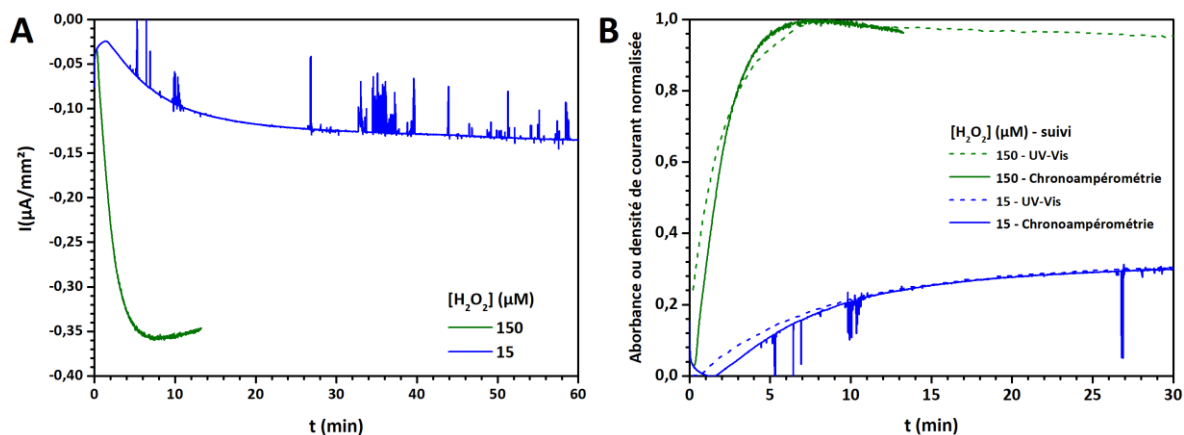 A
I(µA/mm²)
0,00
-0,05
-0,10
-0,15
-0,20
-0,25
-0,30
-0,35
-0,40
0 10 20 30 40 50 60
t (min)
[H₂O₂] (µM)
150
15
B
Aborbance ou densité de courant normalisée
1,0
0,8
0,6
0,4
0,2
0,0
0 5 10 15 20 25 30
t (min)
[H₂O₂] (µM) - suivi
150 - UV-Vis
150 - Chronoampérométrie
15 - UV-Vis
15 - Chronoampérométrie